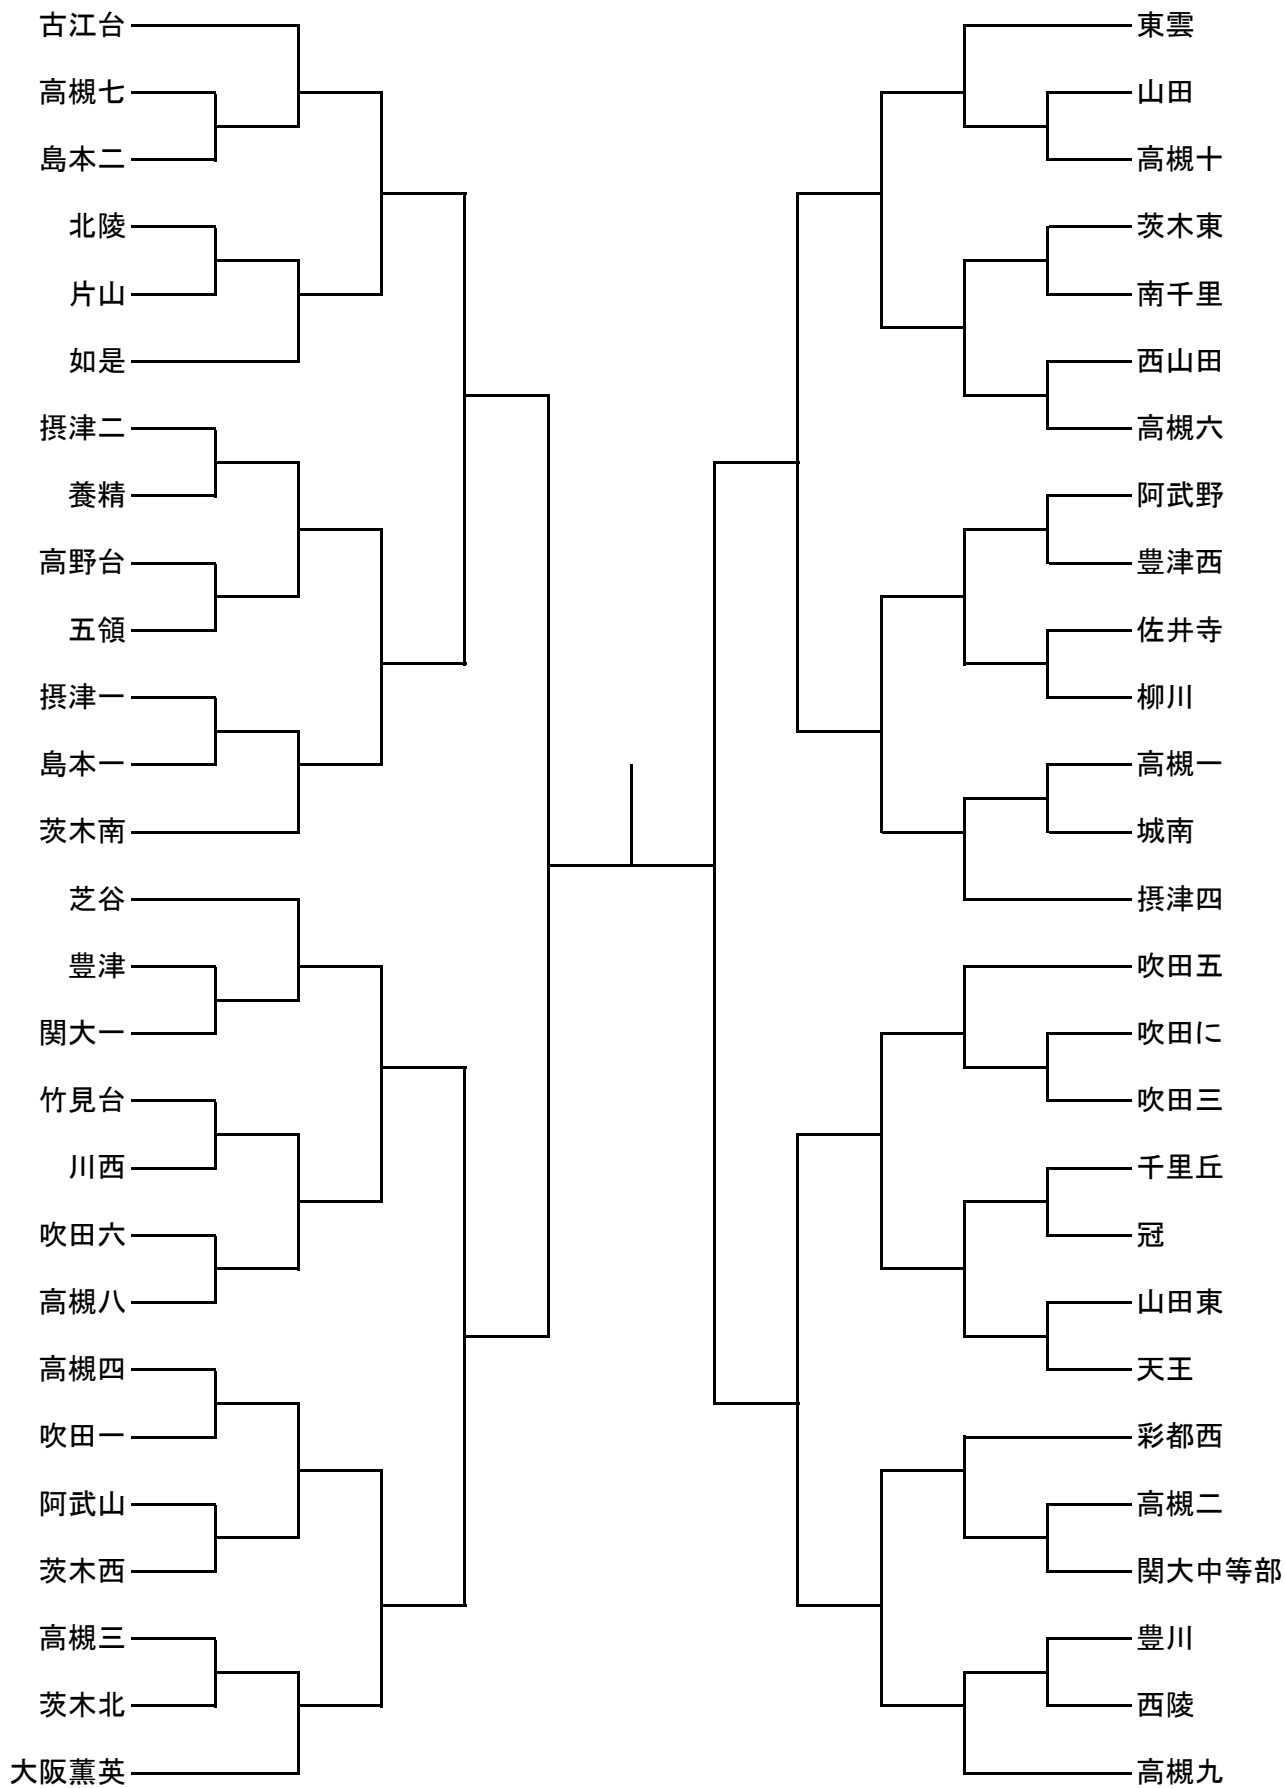 古江台
高槻七
島本二
北陵
片山
如是
摂津二
養精
高野台
五領
摂津一
島本一
茨木南
芝谷
豊津
関大一
竹見台
川西
吹田六
高槻八
高槻四
吹田一
阿武山
茨木西
高槻三
茨木北
大阪薫英
東雲
山田
高槻十
茨木東
南千里
西山田
高槻六
阿武野
豊津西
佐井寺
柳川
高槻一
城南
摂津四
吹田五
吹田に
吹田三
千里丘
冠
山田東
天王
彩都西
高槻二
関大中等部
豊川
西陵
高槻九